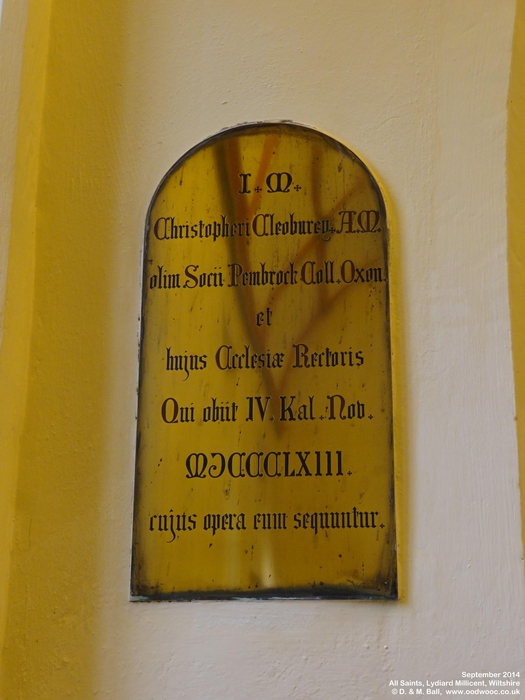 I. M.
Christopheri Cleoburey. A.M.
olim Socii Pembrock Coll. Oxon.
et
hujus Ecclesiæ Rectoris
Qui obiit IV. Kal. Nov.
MDCCCLXIII.
cujus opera eum sequuntur.
September 2014
All Saints, Lydiard Millicent, Wiltshire
© D. & M. Ball, www.oodwooc.co.uk